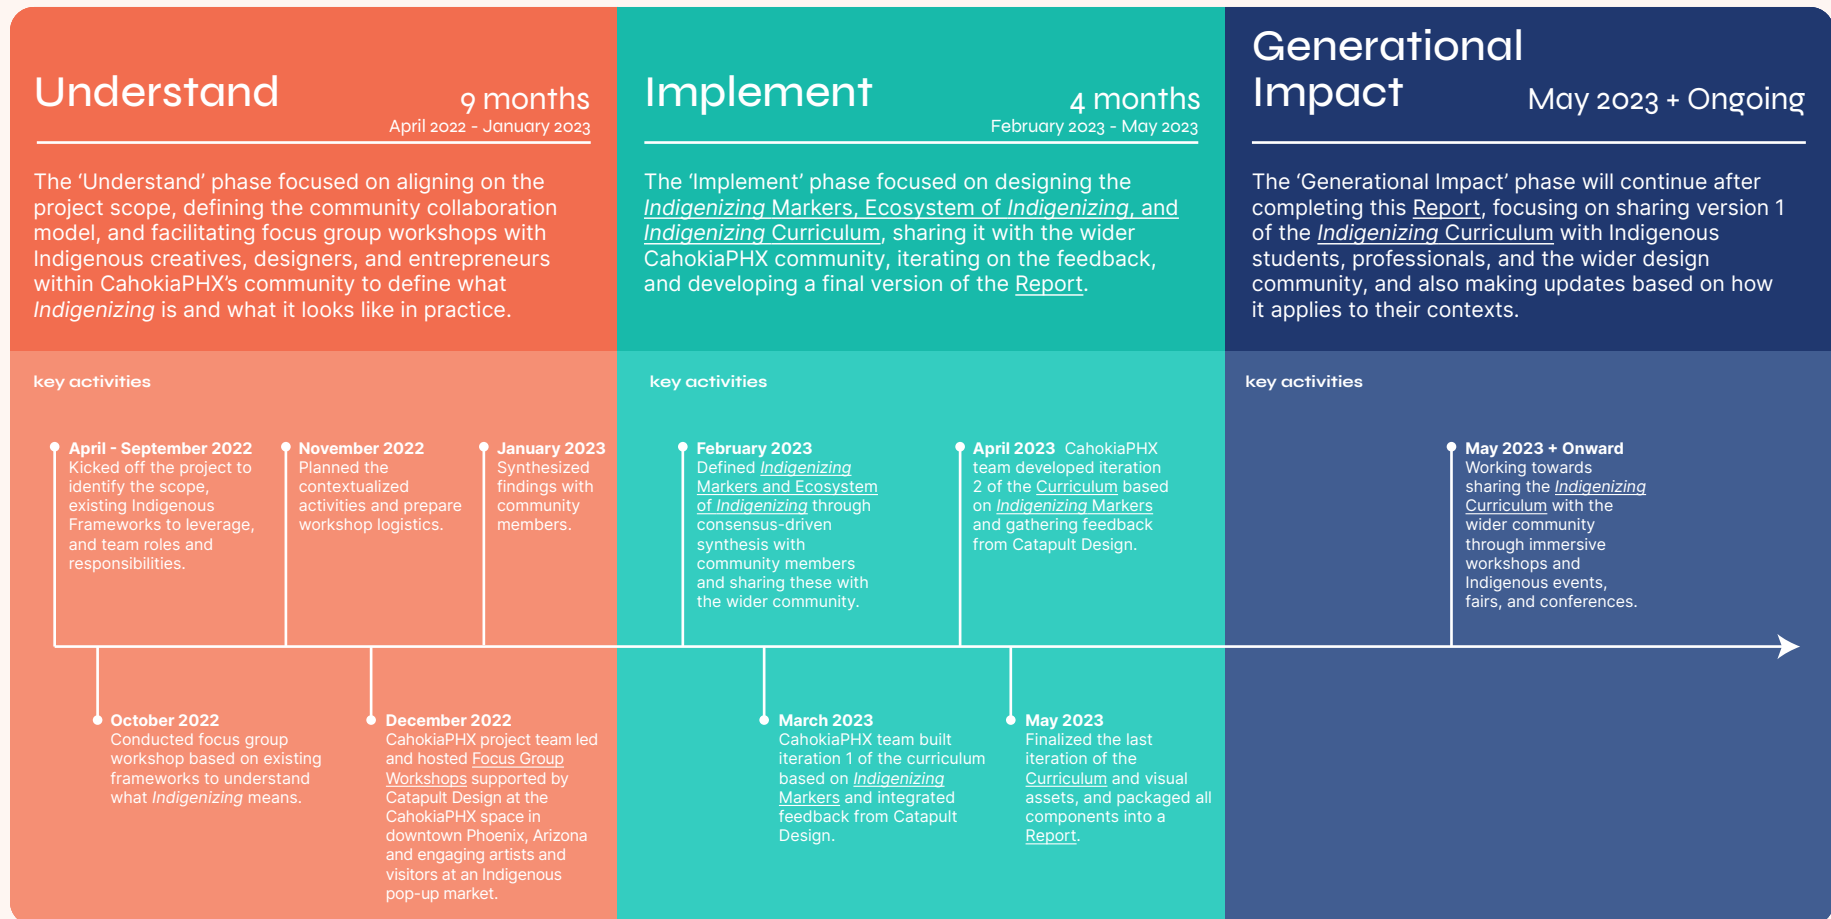 Understand
9 months
April 2022 - January 2023
The ‘Understand’ phase focused on aligning on the
project scope, defining the community collaboration
model, and facilitating focus group workshops with
Indigenous creatives, designers, and entrepreneurs
within CahokiaPHX’s community to define what
Indigenizing is and what it looks like in practice.
Implement
4 months
February 2023 - May 2023
The ‘Implement’ phase focused on designing the
Indigenizing Markers, Ecosystem of Indigenizing, and
Indigenizing Curriculum, sharing it with the wider
CahokiaPHX community, iterating on the feedback,
and developing a final version of the Report.
Generational
Impact
May 2023 + Ongoing
The ‘Generational Impact’ phase will continue after
completing this Report, focusing on sharing version 1
of the Indigenizing Curriculum with Indigenous
students, professionals, and the wider design
community, and also making updates based on how
it applies to their contexts.
key activities
April - September 2022
Kicked off the project to
identify the scope,
existing Indigenous
Frameworks to leverage,
and team roles and
responsibilities.
November 2022
Planned the
contextualized
activities and prepare
workshop logistics.
January 2023
Synthesized
findings with
community
members.
October 2022
Conducted focus group
workshop based on existing
frameworks to understand
what Indigenizing means.
December 2022
CahokiaPHX project team led
and hosted Focus Group
Workshops supported by
Catapult Design at the
CahokiaPHX space in
downtown Phoenix, Arizona
and engaging artists and
visitors at an Indigenous
pop-up market.
key activities
February 2023
Defined Indigenizing
Markers and Ecosystem
of Indigenizing through
consensus-driven
synthesis with
community members
and sharing these with
the wider community.
April 2023 CahokiaPHX
team developed iteration
2 of the Curriculum based
on Indigenizing Markers
and gathering feedback
from Catapult Design.
March 2023
CahokiaPHX team built
iteration 1 of the curriculum
based on Indigenizing
Markers and integrated
feedback from Catapult
Design.
May 2023
Finalized the last
iteration of the
Curriculum and visual
assets, and packaged all
components into a
Report.
key activities
May 2023 + Onward
Working towards
sharing the Indigenizing
Curriculum with the
wider community
through immersive
workshops and
Indigenous events,
fairs, and conferences.